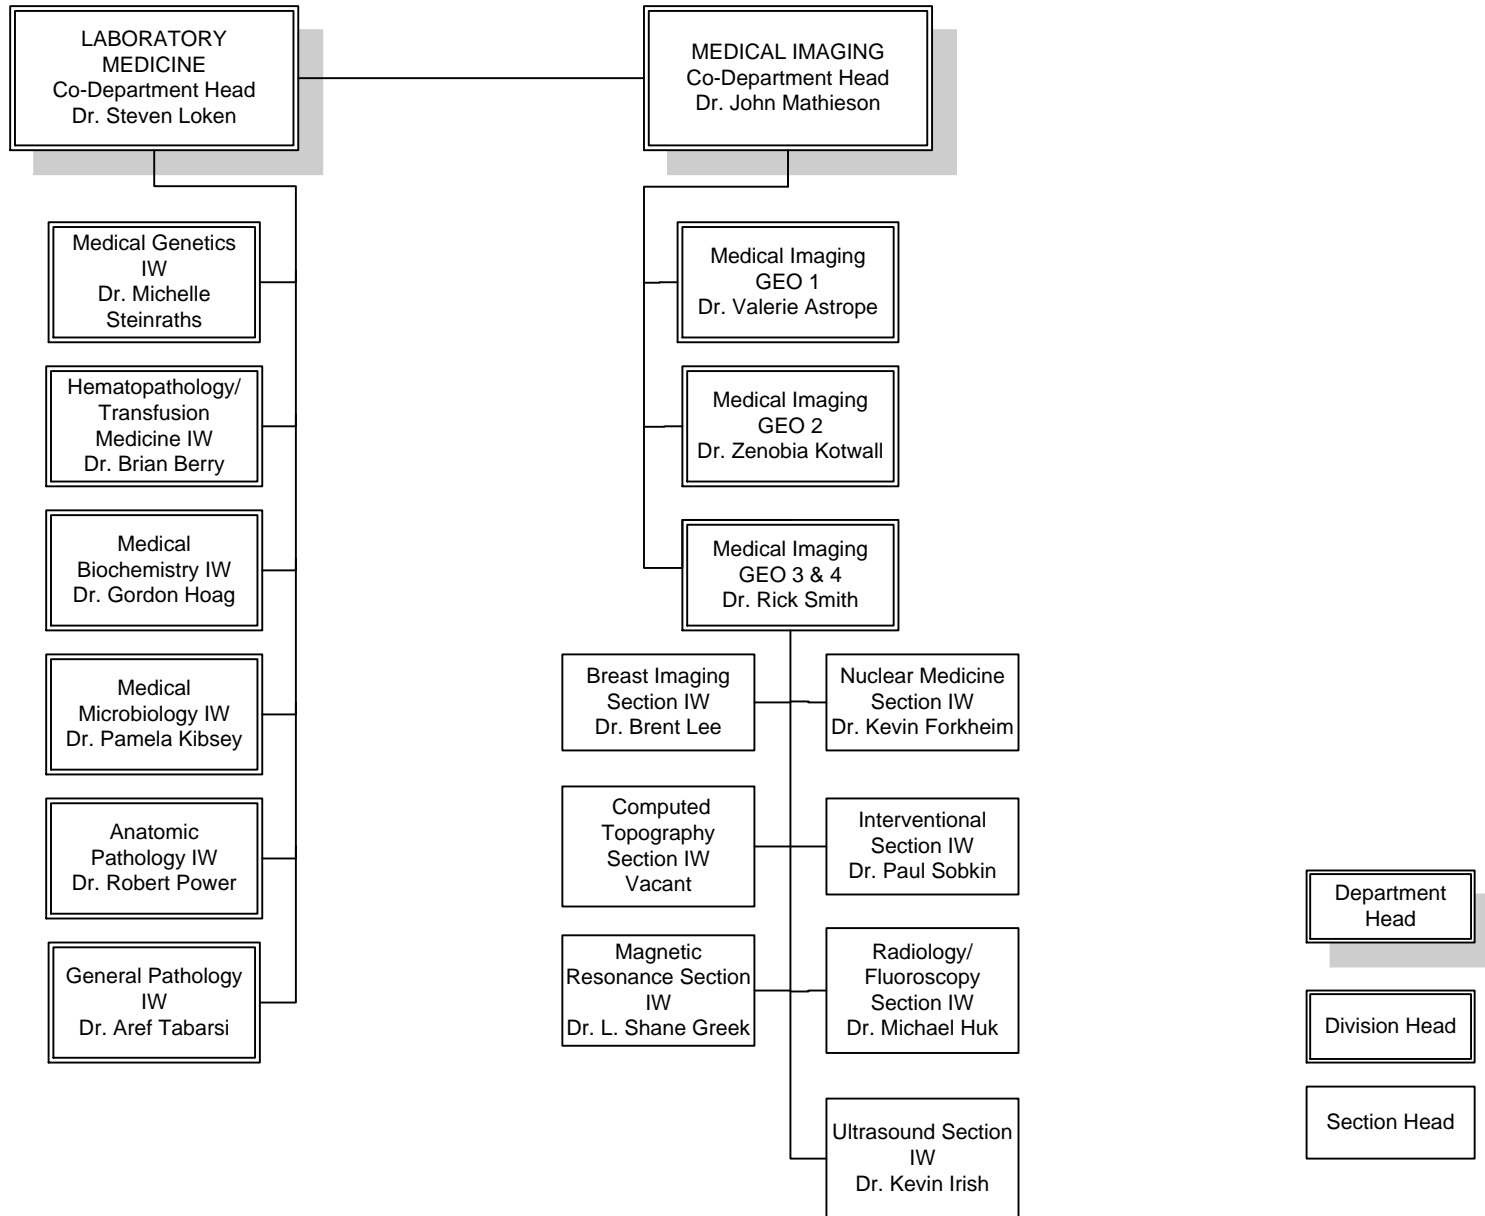 LABORATORY
MEDICINE
Co-Department Head
Dr. Steven Loken
MEDICAL IMAGING
Co-Department Head
Dr. John Mathieson
Medical Genetics
IW
Dr. Michelle
Steinraths
Hematopathology/
Transfusion
Medicine IW
Dr. Brian Berry
Medical
Biochemistry IW
Dr. Gordon Hoag
Medical
Microbiology IW
Dr. Pamela Kibsey
Anatomic
Pathology IW
Dr. Robert Power
General Pathology
IW
Dr. Aref Tabarsi
Medical Imaging
GEO 1
Dr. Valerie Astrope
Medical Imaging
GEO 2
Dr. Zenobia Kotwall
Medical Imaging
GEO 3 & 4
Dr. Rick Smith
Breast Imaging
Section IW
Dr. Brent Lee
Nuclear Medicine
Section IW
Dr. Kevin Forkheim
Computed
Topography
Section IW
Vacant
Interventional
Section IW
Dr. Paul Sobkin
Magnetic
Resonance Section
IW
Dr. L. Shane Greek
Radiology/
Fluoroscopy
Section IW
Dr. Michael Huk
Ultrasound Section
IW
Dr. Kevin Irish
Department
Head
Division Head
Section Head